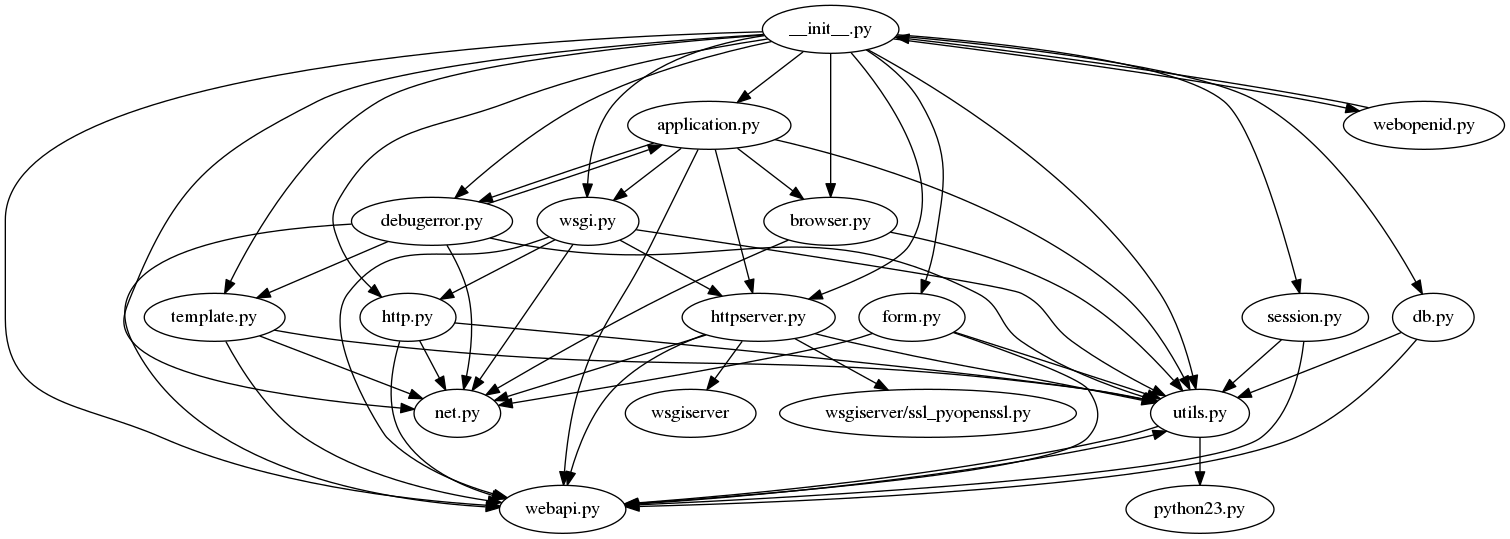 __init__.py
application.py
webopenid.py
debugerror.py
wsgi.py
browser.py
template.py
http.py
httpserver.py
form.py
session.py
db.py
net.py
wsgiserver
wsgiserver/ssl_pyopenssl.py
utils.py
webapi.py
python23.py